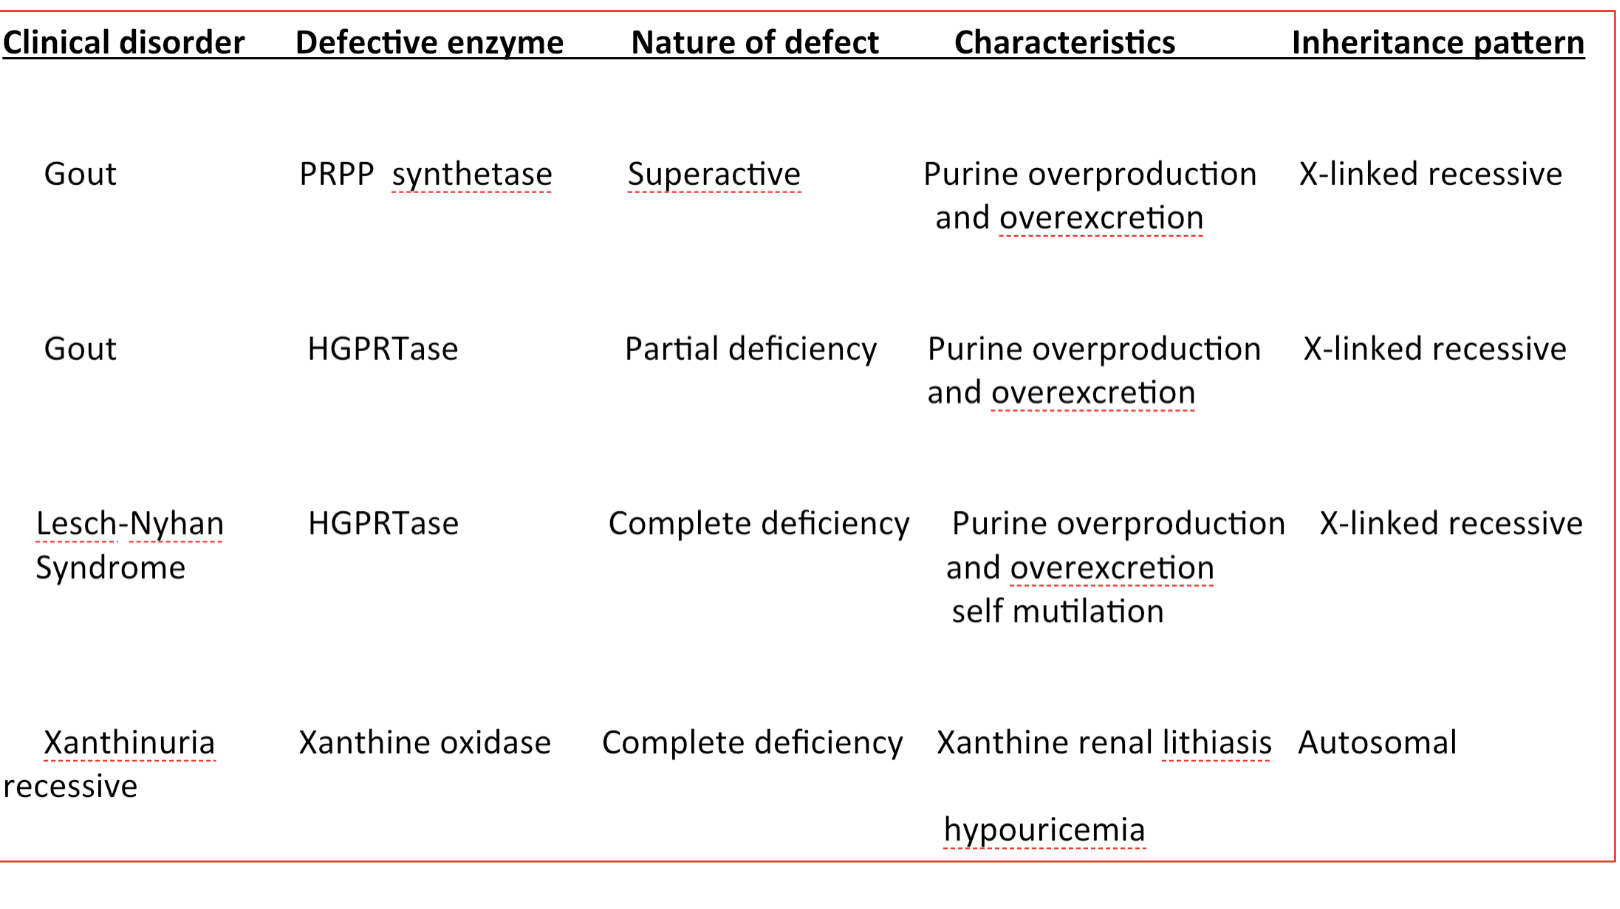 Clinical disorder Defective enzyme Nature of defect Characteristics Inheritance pattern
Gout PRPP synthetase Superactive Purine overproduction X-linked recessive
and overexcretion
Gout HGPRTase Partial deficiency Purine overproduction X-linked recessive
and overexcretion
Lesch-Nyhan HGPRTase Complete deficiency Purine overproduction X-linked recessive
Syndrome and overexcretion
self mutilation
Xanthinuria Xanthine oxidase Complete deficiency Xanthine renal lithiasis Autosomal
recessive
hypouricemia